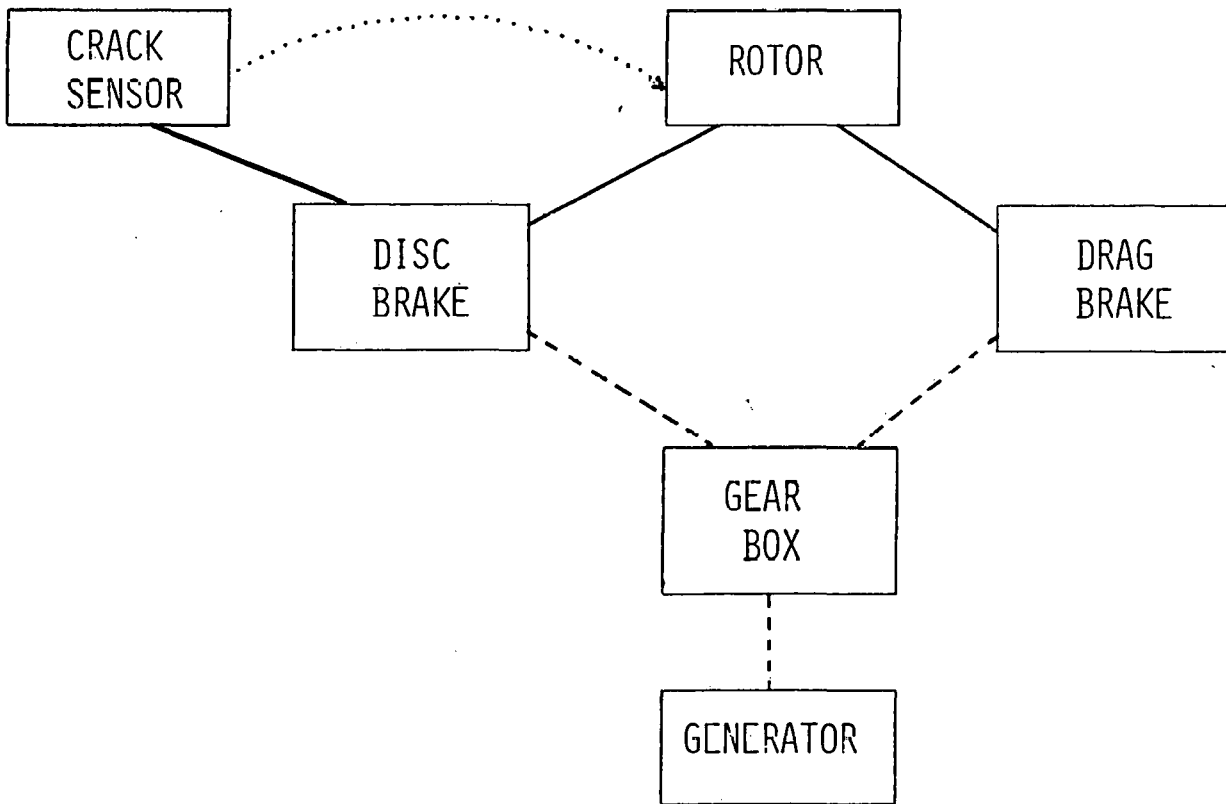 CRACK
SENSOR
ROTOR
DISC
BRAKE
DRAG
BRAKE
GEAR
BOX
GENERATOR